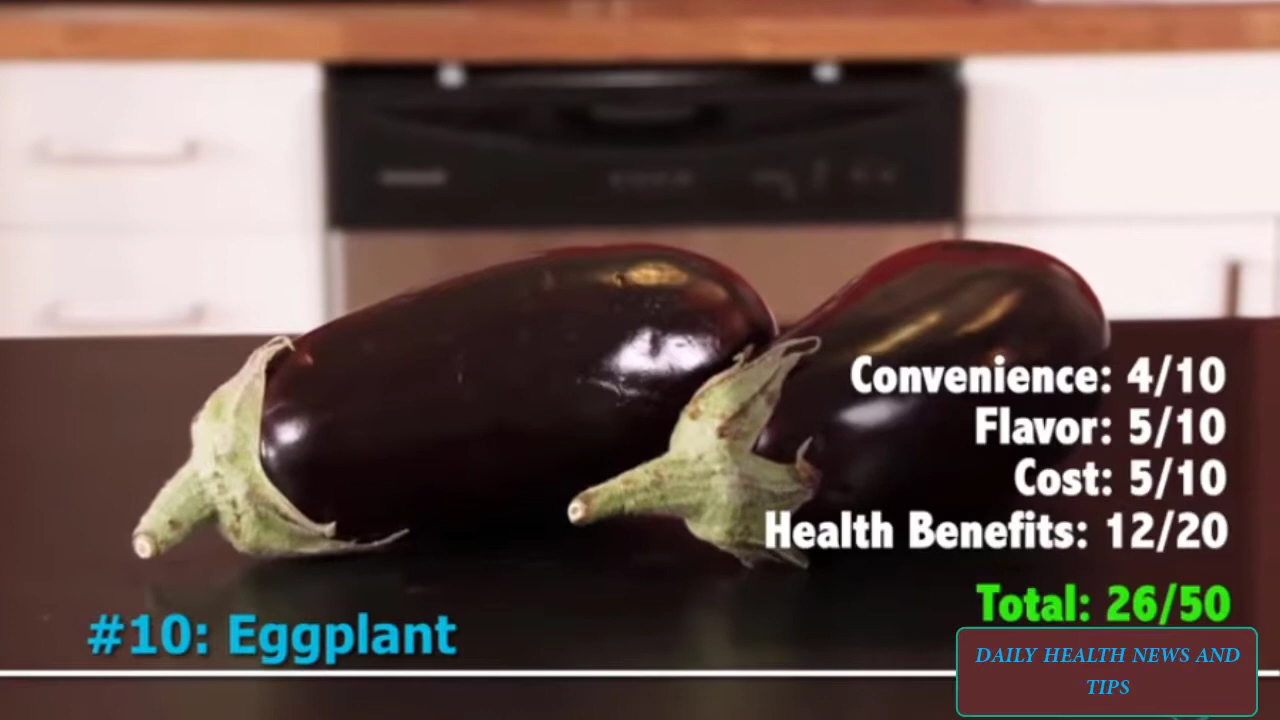 Convenience: 4/10
Flavor: 5/10
Cost: 5/10
Health Benefits: 12/20
Total: 26/50
#10: Eggplant
DAILY HEALTH NEWS AND
TIPS